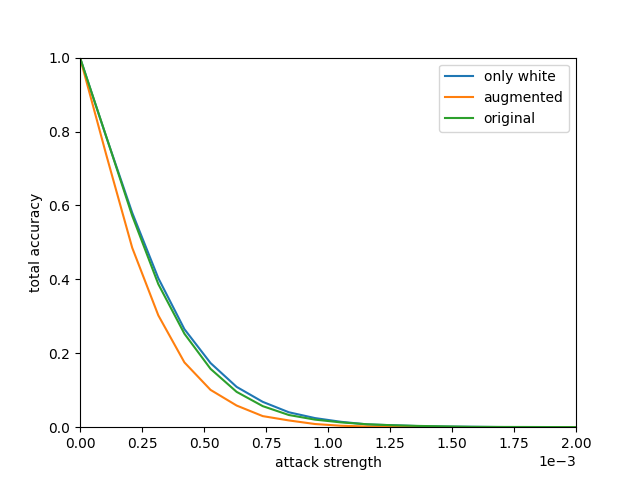 1.0
0.8
0.6
0.4
0.2
0.0
total accuracy
only white
augmented
original
0.00 0.25 0.50 0.75 1.00 1.25 1.50 1.75 2.00
attack strength
1e−3